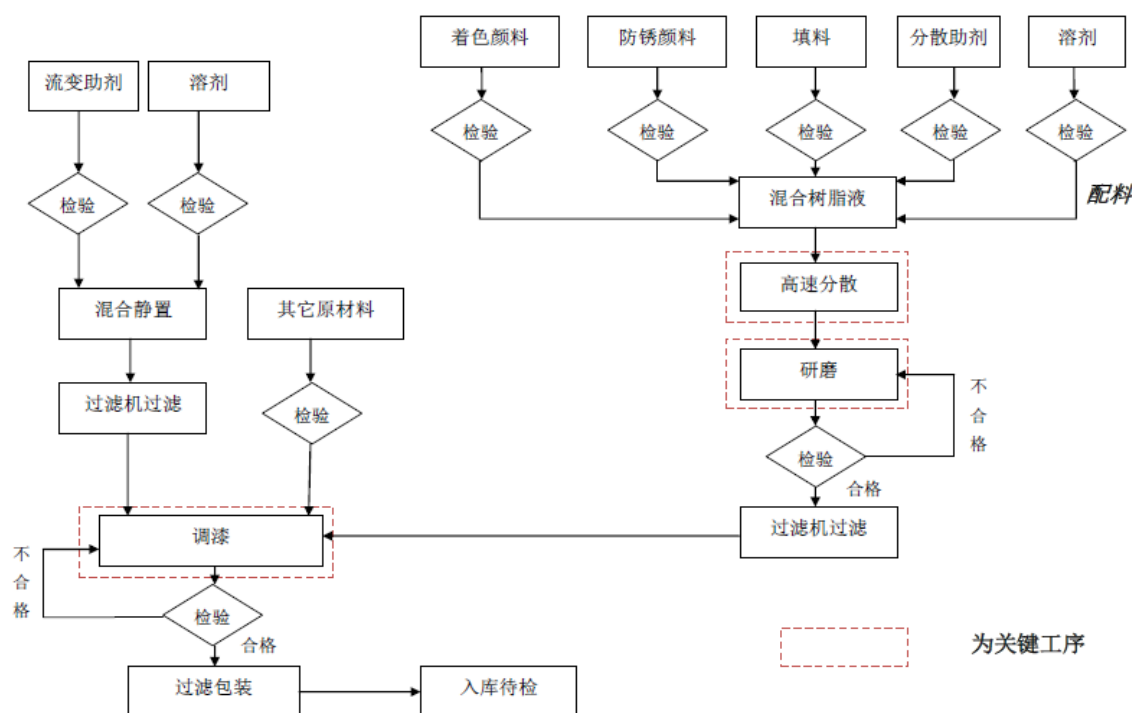 着色颜料
防锈颜料
填料
分散助剂
溶剂
流变助剂
溶剂
检验
检验
检验
检验
检验
检验
检验
混合树脂液
配料
高速分散
混合静置
其它原材料
研磨
不合格
过滤机过滤
检验
检验
合格
过滤机过滤
调漆
不合格
检验
合格
为关键工序
过滤包装
入库待检